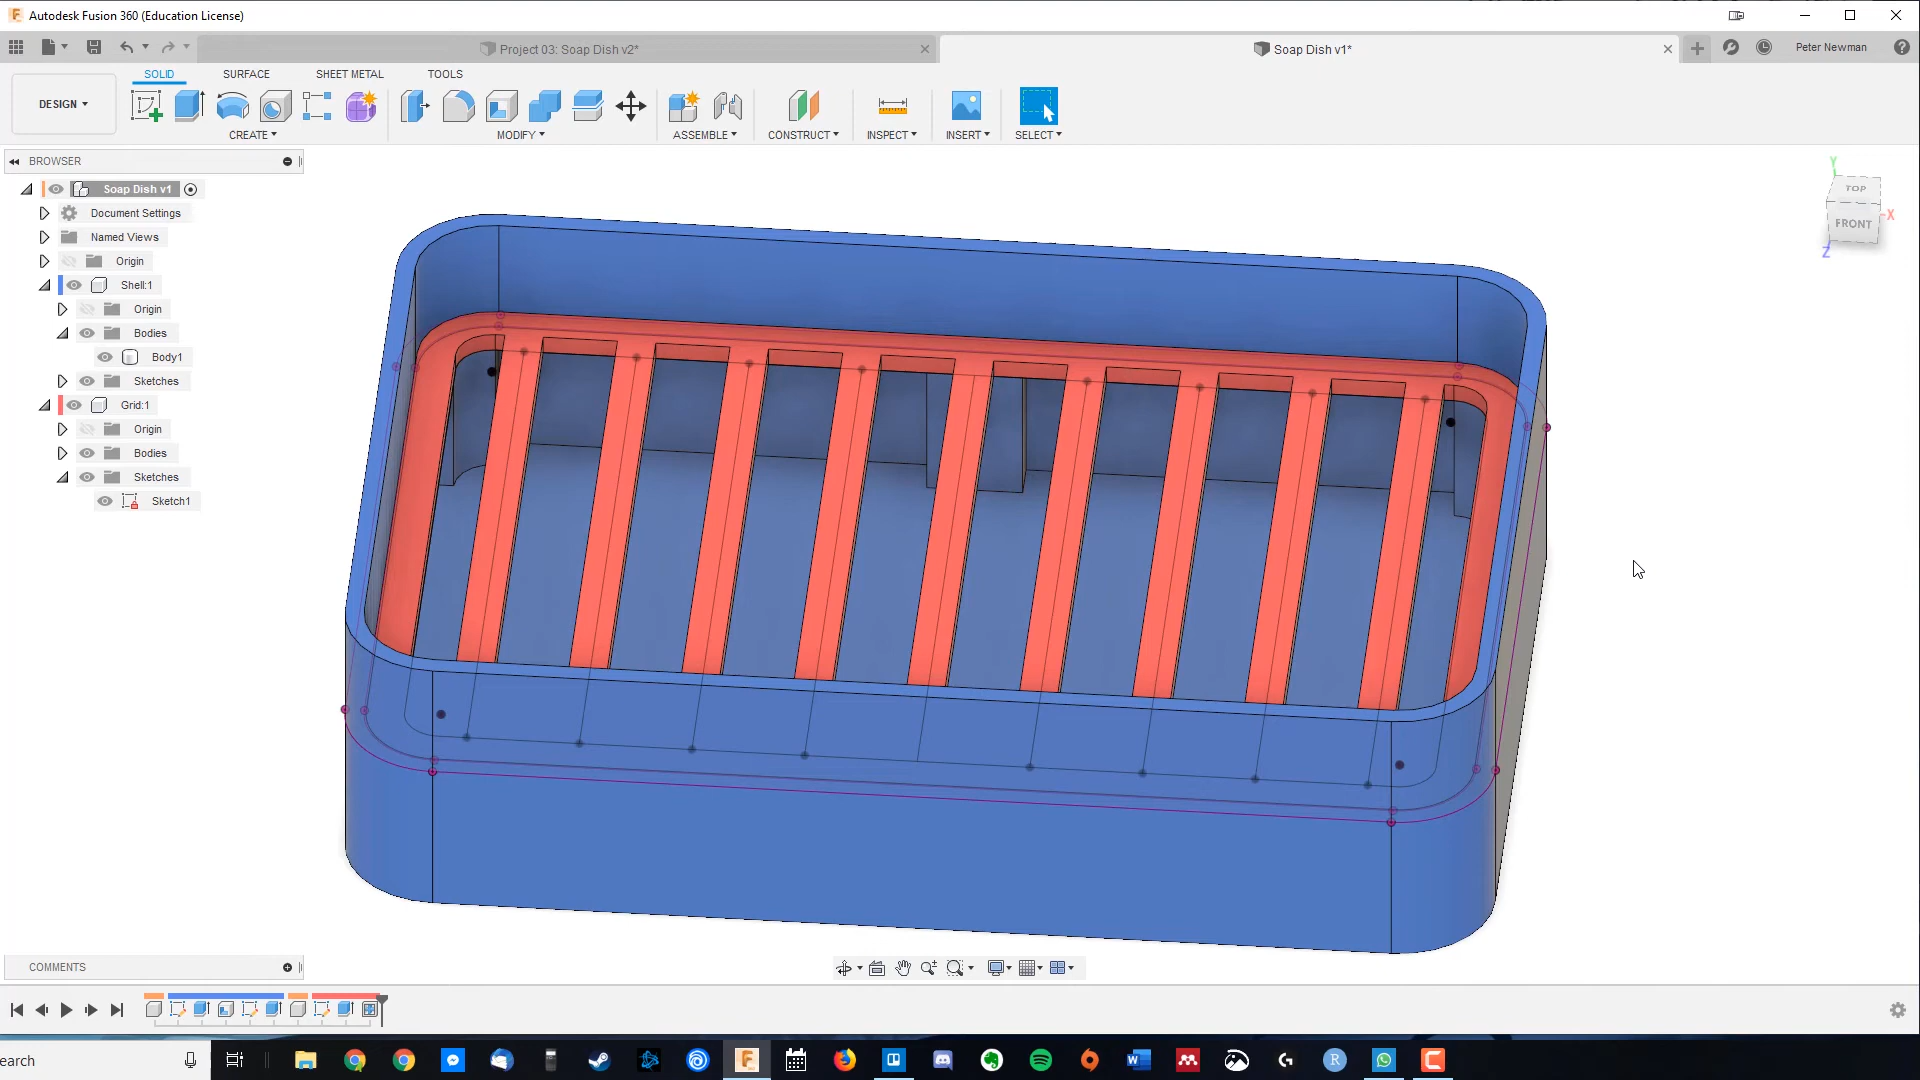 Autodesk Fusion 360 (Education License)
Project 03: Soap Dish v2*
Soap Dish v1*
Peter Newman
DESIGN
SOLID SURFACE SHEET METAL TOOLS
CREATE MODIFY ASSEMBLE CONSTRUCT INSPECT INSERT SELECT
BROWSER
Soap Dish v1
Document Settings
Named Views
Origin
Shell:1
Origin
Bodies
Body1
Sketches
Grid:1
Origin
Bodies
Sketches
Sketch1
Y
TOP
X
FRONT
Z
COMMENTS
earch